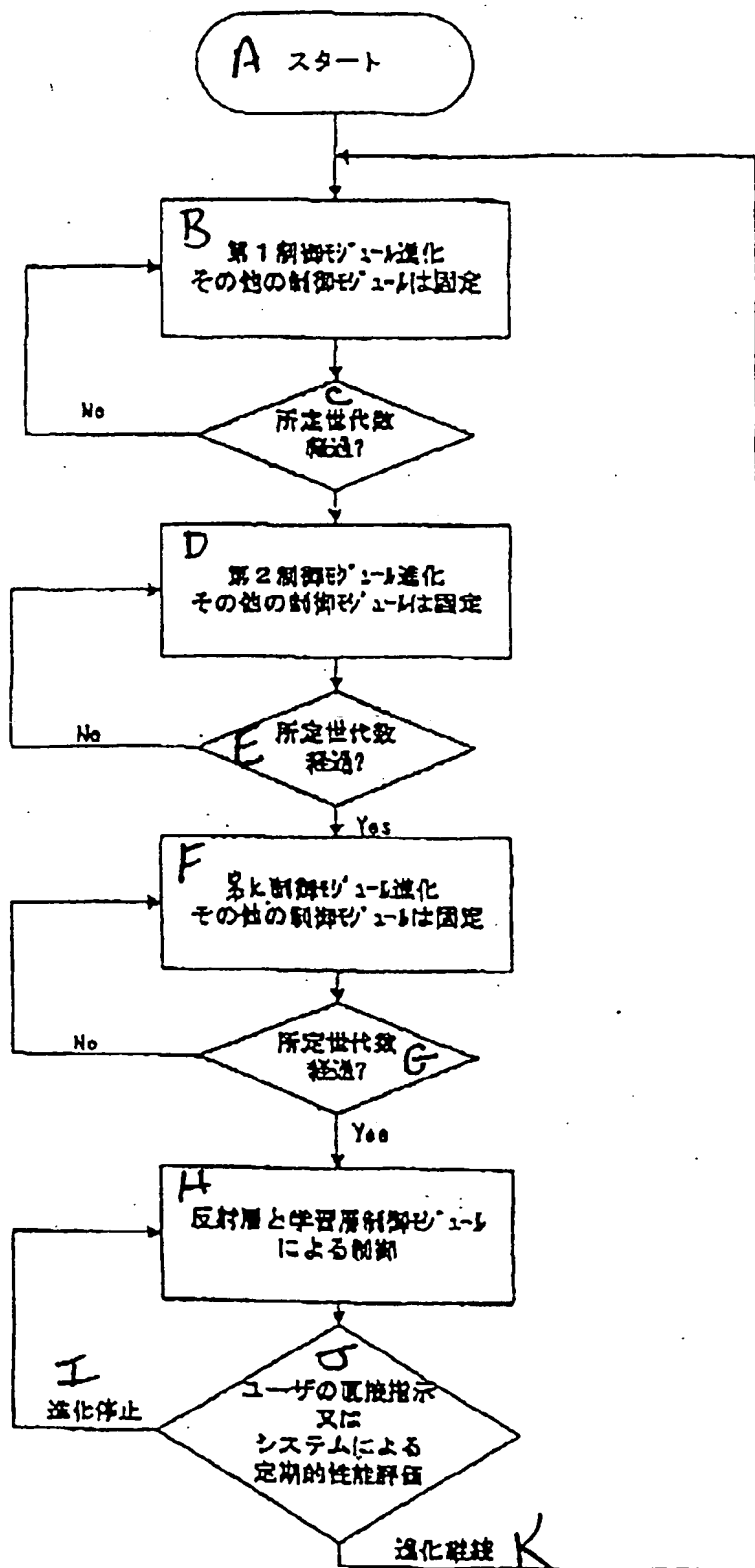 A スタート
B
第1制御モジュール進化
その他の制御モジュールは固定
C
所定世代数
経過?
No
D
第2制御モジュール進化
その他の制御モジュールは固定
E 所定世代数
経過?
No
Yes
F
第k制御モジュール進化
その他の制御モジュールは固定
所定世代数 G
経過?
No
Yes
H
反射層と学習層制御モジュール
による制御
J
ユーザの直接指示
又は
システムによる
定期的性能評価
I
進化停止
進化継続 K